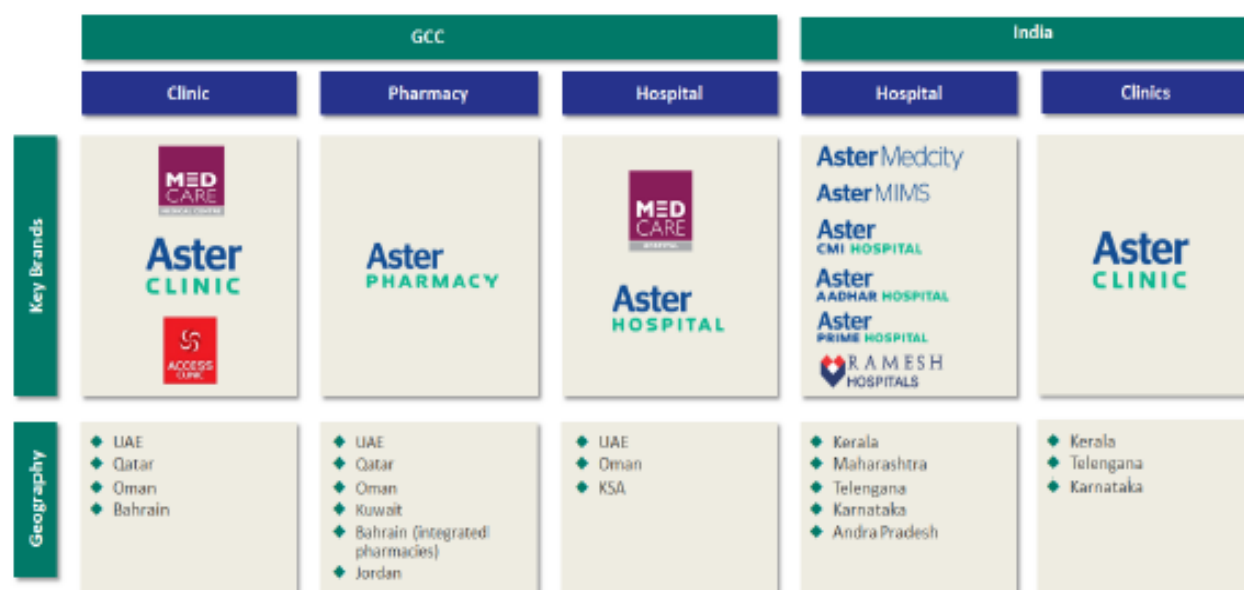 GCC
India
Clinic
Pharmacy
Hospital
Hospital
Clinics
Key Brands
MED
CARE
MEDICAL CENTRE
Aster
CLINIC
ACCESS
CLINIC
Aster
PHARMACY
MED
CARE
HOSPITAL
Aster
HOSPITAL
Aster Medcity
Aster MIMS
Aster
CMI HOSPITAL
Aster
AADHAR HOSPITAL
Aster
PRIME HOSPITAL
RAMESH
HOSPITALS
Aster
CLINIC
Geography
UAE
Qatar
Oman
Bahrain
UAE
Qatar
Oman
Kuwait
Bahrain (integrated
pharmacies)
Jordan
UAE
Oman
KSA
Kerala
Maharashtra
Telengana
Karnataka
Andra Pradesh
Kerala
Telengana
Karnataka